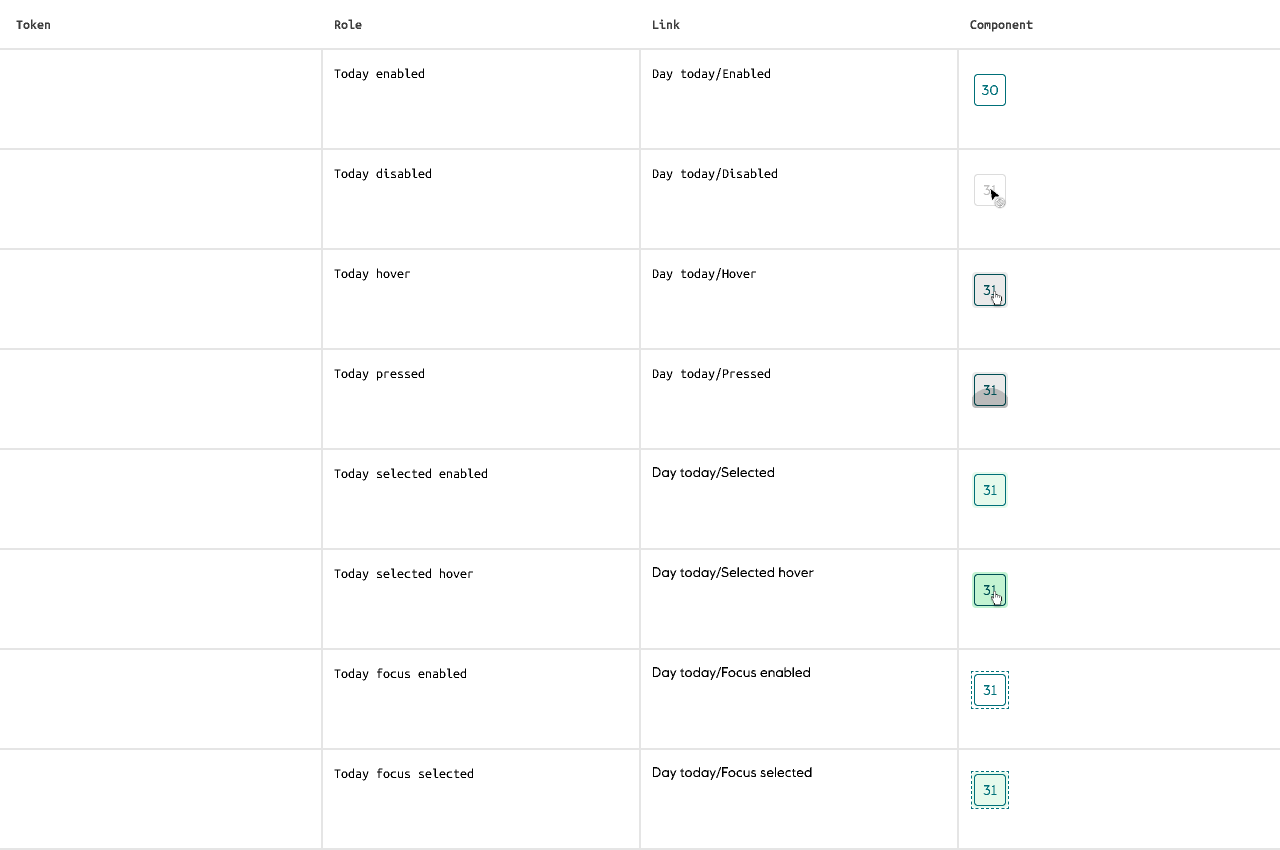 Token Role Link Component
Today enabled Day today/Enabled 30
Today disabled Day today/Disabled 31
Today hover Day today/Hover 31
Today pressed Day today/Pressed 31
Today selected enabled Day today/Selected 31
Today selected hover Day today/Selected hover 31
Today focus enabled Day today/Focus enabled 31
Today focus selected Day today/Focus selected 31